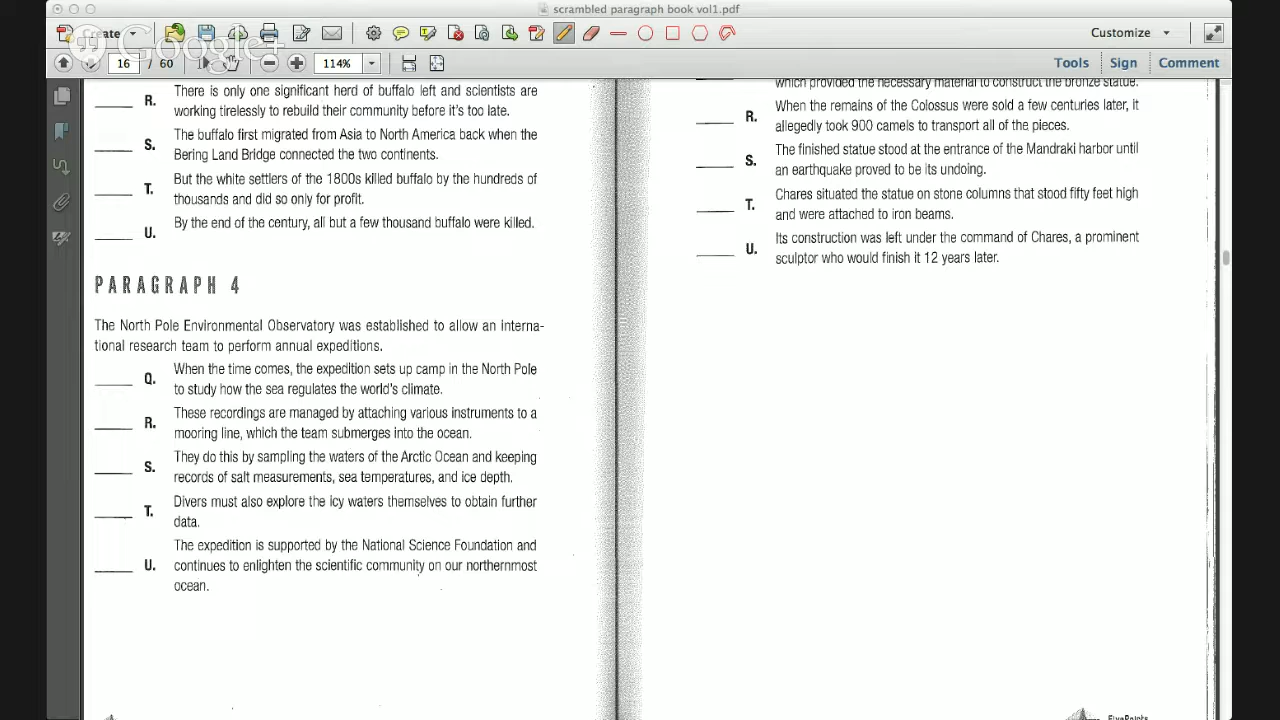 scrambled paragraph book vol1.pdf
Create
Google+
Customize
16 / 60
114%
Tools
Sign
Comment
R. There is only one significant herd of buffalo left and scientists are
working tirelessly to rebuild their community before it's too late.
S. The buffalo first migrated from Asia to North America back when the
Bering Land Bridge connected the two continents.
T. But the white settlers of the 1800s killed buffalo by the hundreds of
thousands and did so only for profit.
U. By the end of the century, all but a few thousand buffalo were killed.
PARAGRAPH 4
The North Pole Environmental Observatory was established to allow an interna-
tional research team to perform annual expeditions.
Q. When the time comes, the expedition sets up camp in the North Pole
to study how the sea regulates the world's climate.
R. These recordings are managed by attaching various instruments to a
mooring line, which the team submerges into the ocean.
S. They do this by sampling the waters of the Arctic Ocean and keeping
records of salt measurements, sea temperatures, and ice depth.
T. Divers must also explore the icy waters themselves to obtain further
data.
U. The expedition is supported by the National Science Foundation and
continues to enlighten the scientific community on our northernmost
ocean.
which provided the necessary material to construct the bronze statue.
R. When the remains of the Colossus were sold a few centuries later, it
allegedly took 900 camels to transport all of the pieces.
S. The finished statue stood at the entrance of the Mandraki harbor until
an earthquake proved to be its undoing.
T. Chares situated the statue on stone columns that stood fifty feet high
and were attached to iron beams.
U. Its construction was left under the command of Chares, a prominent
sculptor who would finish it 12 years later.
FivePoints